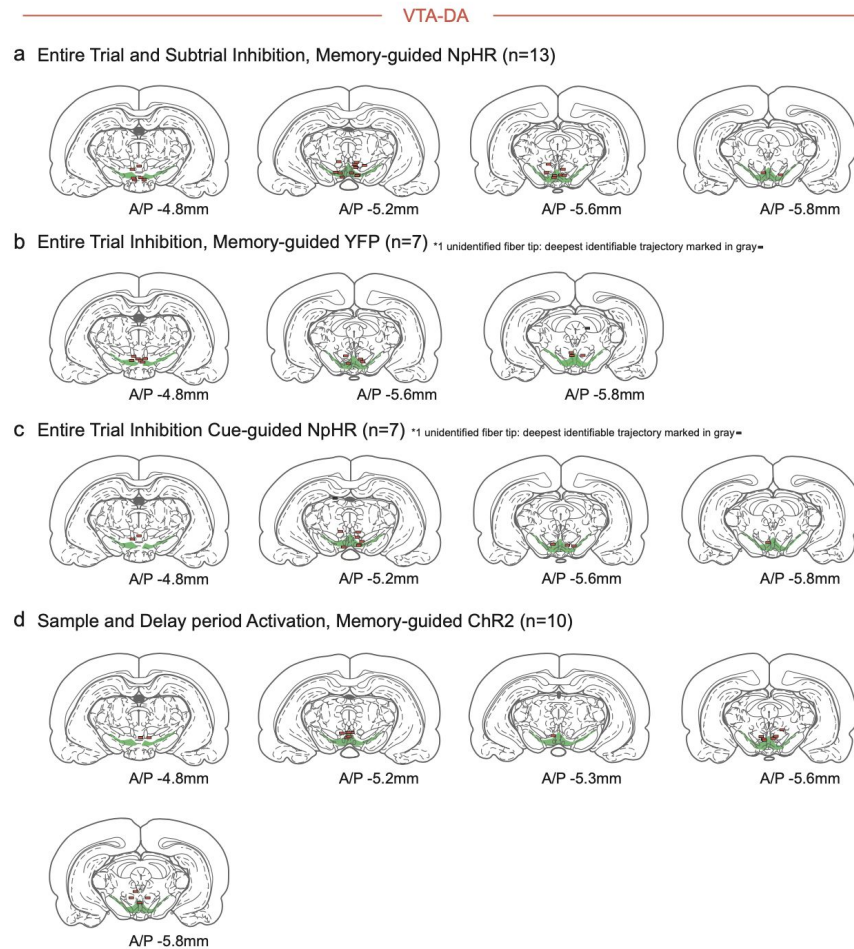 VTA-DA
a Entire Trial and Subtrial Inhibition, Memory-guided NpHR (n=13)
A/P -4.8mm A/P -5.2mm A/P -5.6mm A/P -5.8mm
b Entire Trial Inhibition, Memory-guided YFP (n=7) *1 unidentified fiber tip: deepest identifiable trajectory marked in gray
A/P -4.8mm A/P -5.6mm A/P -5.8mm
c Entire Trial Inhibition Cue-guided NpHR (n=7) *1 unidentified fiber tip: deepest identifiable trajectory marked in gray
A/P -4.8mm A/P -5.2mm A/P -5.6mm A/P -5.8mm
d Sample and Delay period Activation, Memory-guided ChR2 (n=10)
A/P -4.8mm A/P -5.2mm A/P -5.3mm A/P -5.6mm
A/P -5.8mm